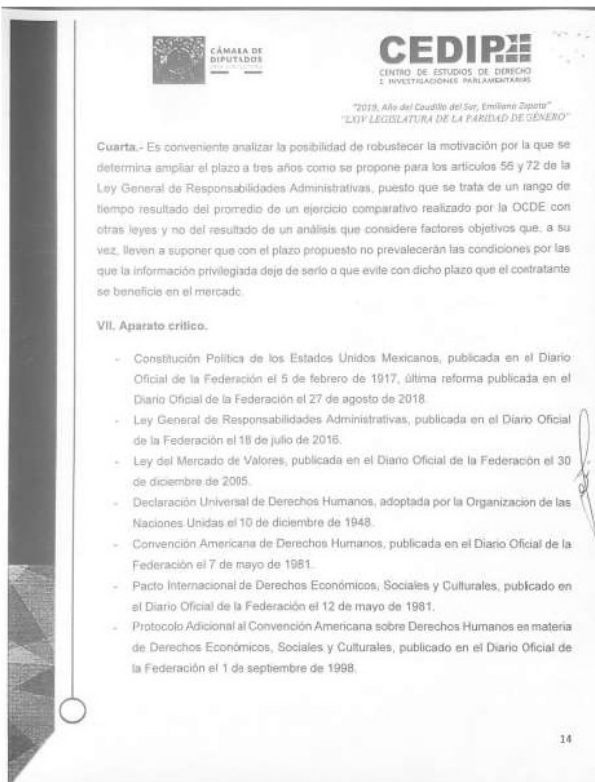 CÁMARA DE
DIPUTADOS
CEDIP
CENTRO DE ESTUDIOS DE DERECHO
E INVESTIGACIONES PARLAMENTARIAS
"2019, Año del Caudillo del Sur, Emiliano Zapata"
"LXIV LEGISLATURA DE LA PARIDAD DE GÉNERO"
Cuarta.- Es conveniente analizar la posibilidad de robustecer la motivación por la que se
determina ampliar el plazo a tres años como se propone para los artículos 56 y 72 de la
Ley General de Responsabilidades Administrativas, puesto que se trata de un rango de
tiempo resultado del promedio de un ejercicio comparativo realizado por la OCDE con
otras leyes y no del resultado de un análisis que considere factores objetivos que, a su
vez, lleven a suponer que con el plazo propuesto no prevalecerán las condiciones por las
que la información privilegiada deje de serlo o que evite con dicho plazo que el contratante
se beneficie en el mercado.
VII. Aparato crítico.
- Constitución Política de los Estados Unidos Mexicanos, publicada en el Diario
Oficial de la Federación el 5 de febrero de 1917, última reforma publicada en el
Diario Oficial de la Federación el 27 de agosto de 2018.
- Ley General de Responsabilidades Administrativas, publicada en el Diario Oficial
de la Federación el 18 de julio de 2016.
- Ley del Mercado de Valores, publicada en el Diario Oficial de la Federación el 30
de diciembre de 2005.
- Declaración Universal de Derechos Humanos, adoptada por la Organización de las
Naciones Unidas el 10 de diciembre de 1948.
- Convención Americana de Derechos Humanos, publicada en el Diario Oficial de la
Federación el 7 de mayo de 1981.
- Pacto Internacional de Derechos Económicos, Sociales y Culturales, publicado en
el Diario Oficial de la Federación el 12 de mayo de 1981.
- Protocolo Adicional al Convención Americana sobre Derechos Humanos en materia
de Derechos Económicos, Sociales y Culturales, publicado en el Diario Oficial de
la Federación el 1 de septiembre de 1998.
14